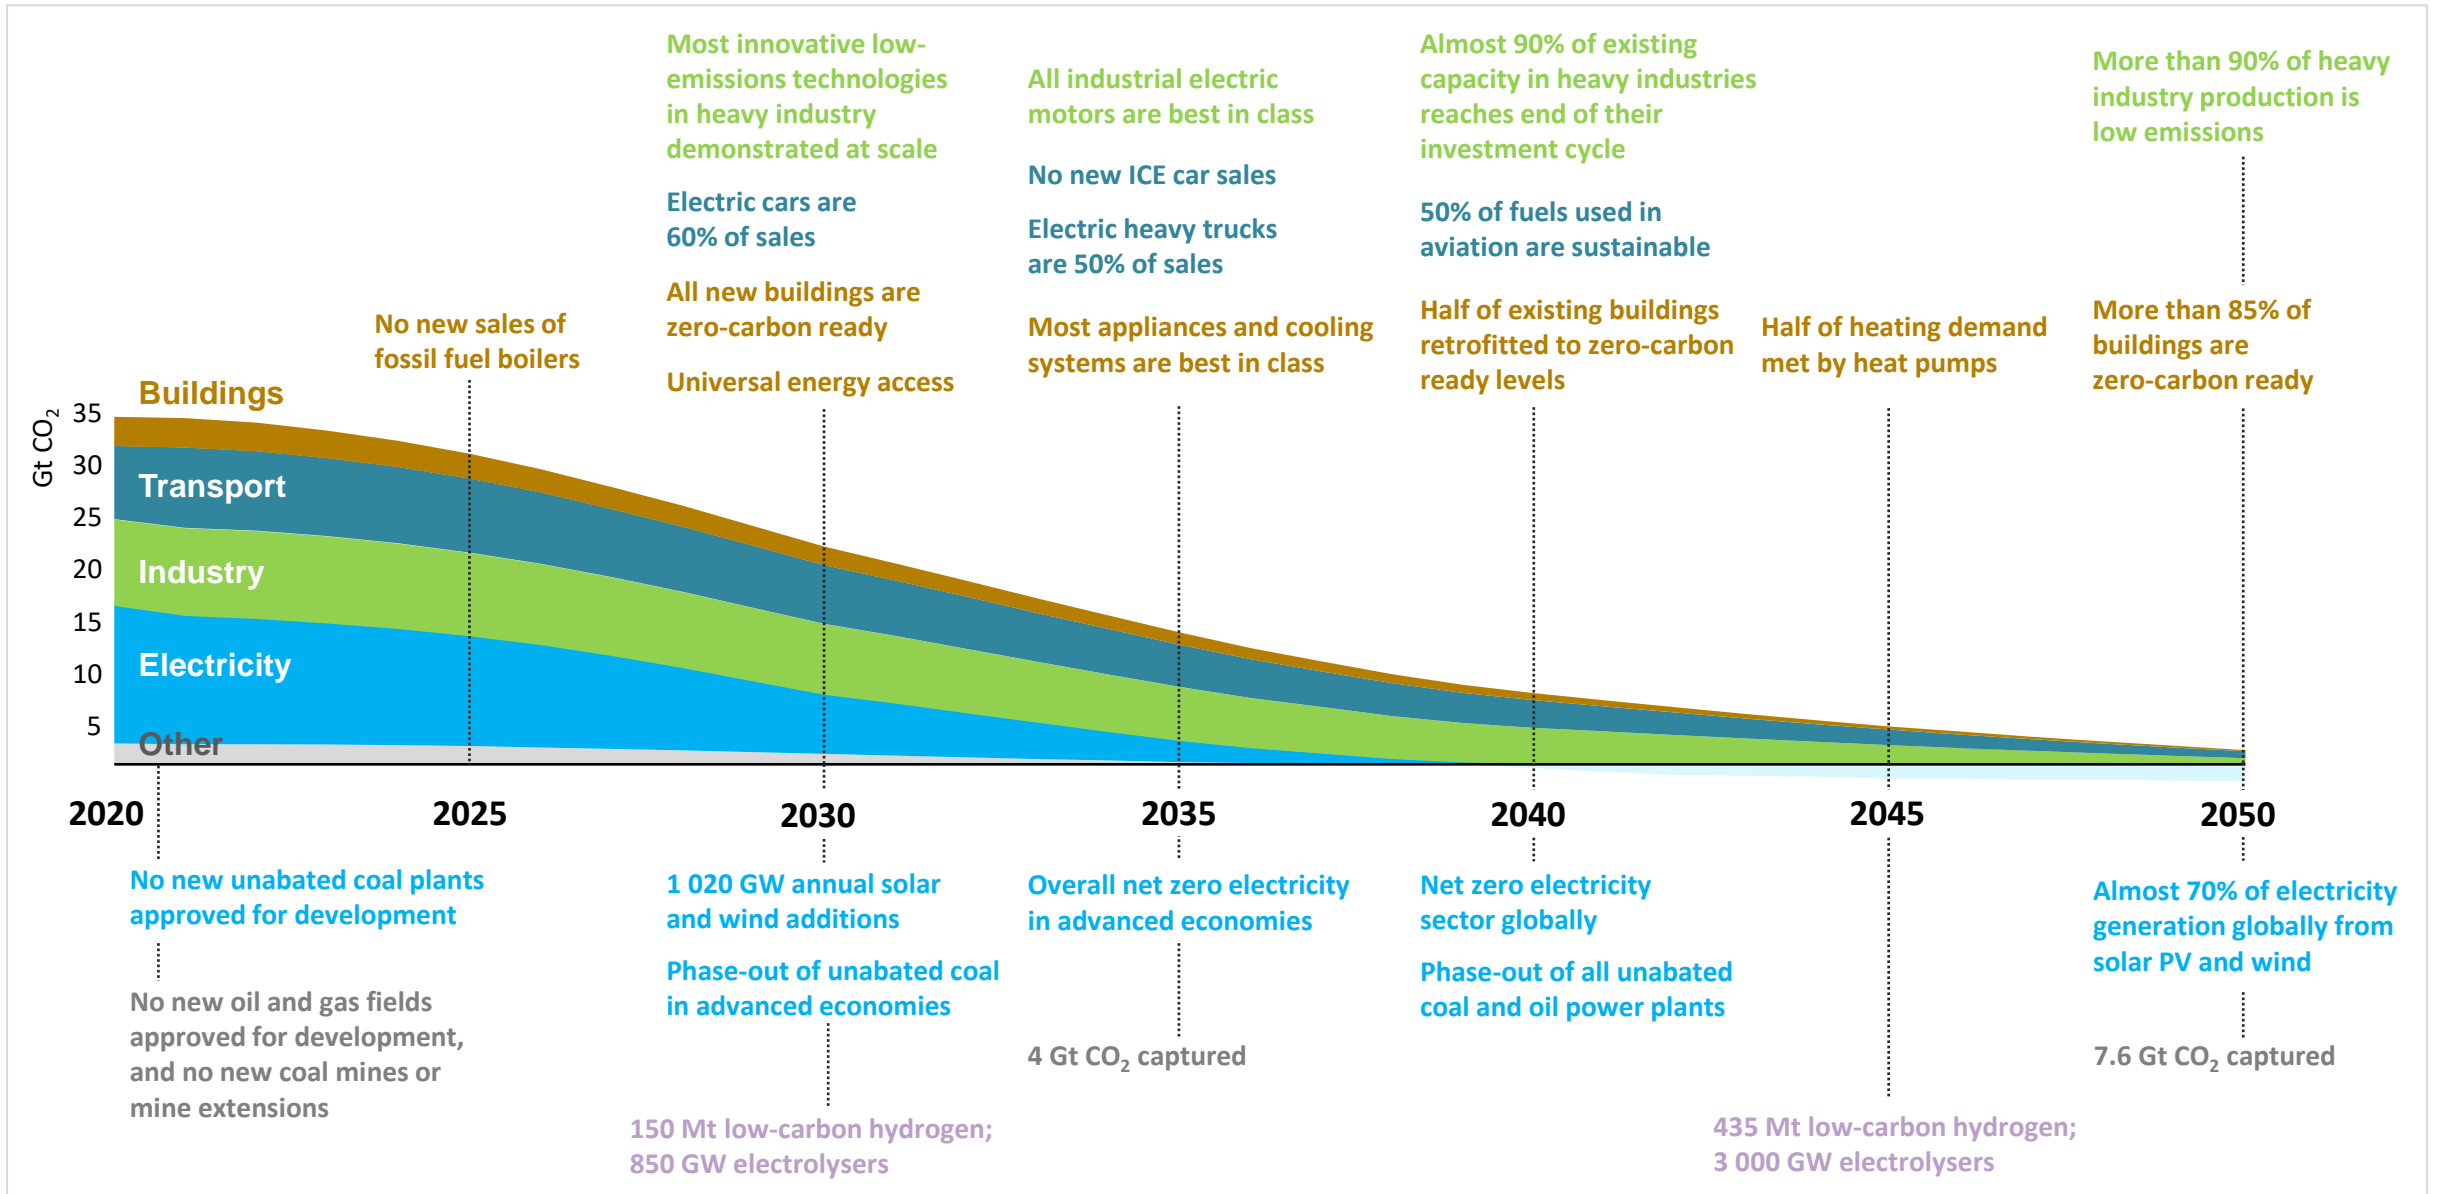 Most innovative low-
emissions technologies
in heavy industry
demonstrated at scale
Electric cars are
60% of sales
All new buildings are
zero-carbon ready
Universal energy access
All industrial electric
motors are best in class
No new ICE car sales
Electric heavy trucks
are 50% of sales
Most appliances and cooling
systems are best in class
Almost 90% of existing
capacity in heavy industries
reaches end of their
investment cycle
50% of fuels used in
aviation are sustainable
Half of existing buildings
retrofitted to zero-carbon
ready levels
Half of heating demand
met by heat pumps
More than 90% of heavy
industry production is
low emissions
More than 85% of
buildings are
zero-carbon ready
No new sales of
fossil fuel boilers
Gt CO2
35
30
25
20
15
10
5
Buildings
Transport
Industry
Electricity
Other
2020
2025
2030
2035
2040
2045
2050
No new unabated coal plants
approved for development
No new oil and gas fields
approved for development,
and no new coal mines or
mine extensions
1 020 GW annual solar
and wind additions
Phase-out of unabated coal
in advanced economies
150 Mt low-carbon hydrogen;
850 GW electrolysers
Overall net zero electricity
in advanced economies
4 Gt CO2 captured
Net zero electricity
sector globally
Phase-out of all unabated
coal and oil power plants
435 Mt low-carbon hydrogen;
3 000 GW electrolysers
Almost 70% of electricity
generation globally from
solar PV and wind
7.6 Gt CO2 captured